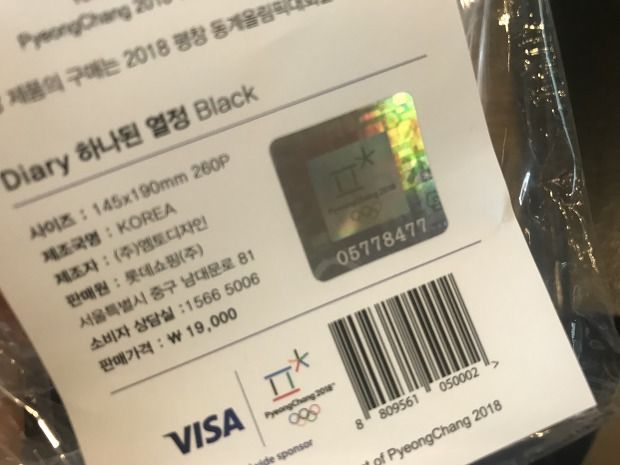 PyeongChang 2018
제품의 구매는 2018 평창 동계올림픽대회
Diary 하나된 열정 Black
사이즈 : 145x190mm 260P
제조국명 : KOREA
제조자 : (주)엠토디자인
판매원 : 롯데쇼핑(주)
서울특별시 중구 남대문로 81
소비자 상담실 :1566 5006
판매가격 : ₩ 19,000
PyeongChang 2018
05778477
VISA
PyeongChang 2018
8 809561 050002 >
sponsor
of PyeongChang 2018